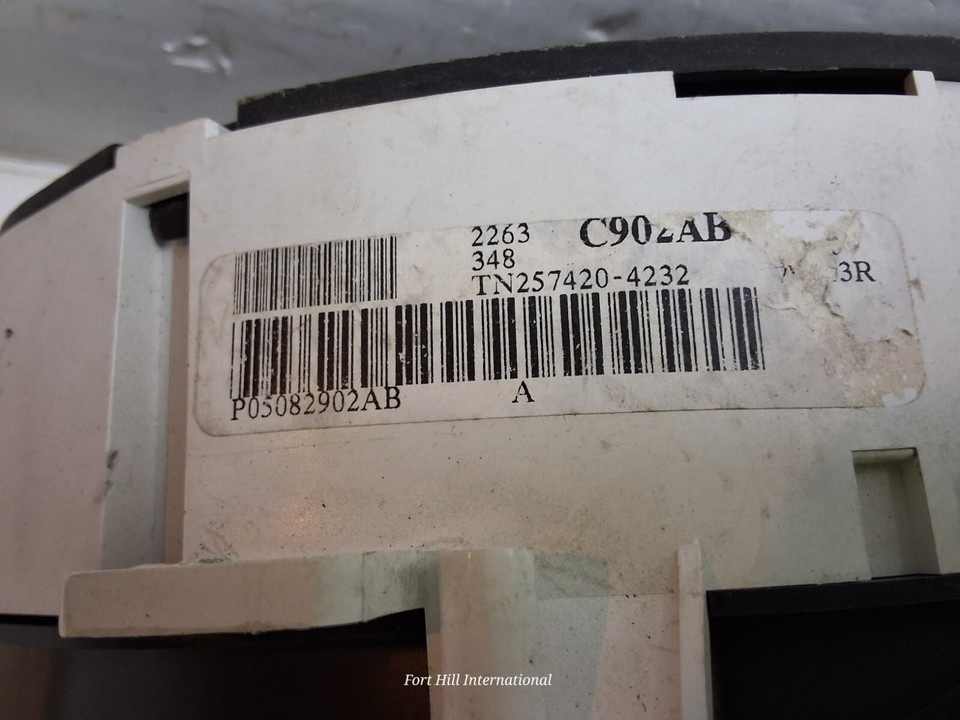 2263 C902AB
348
TN257420-4232 3R
P05082902AB A
Fort Hill International